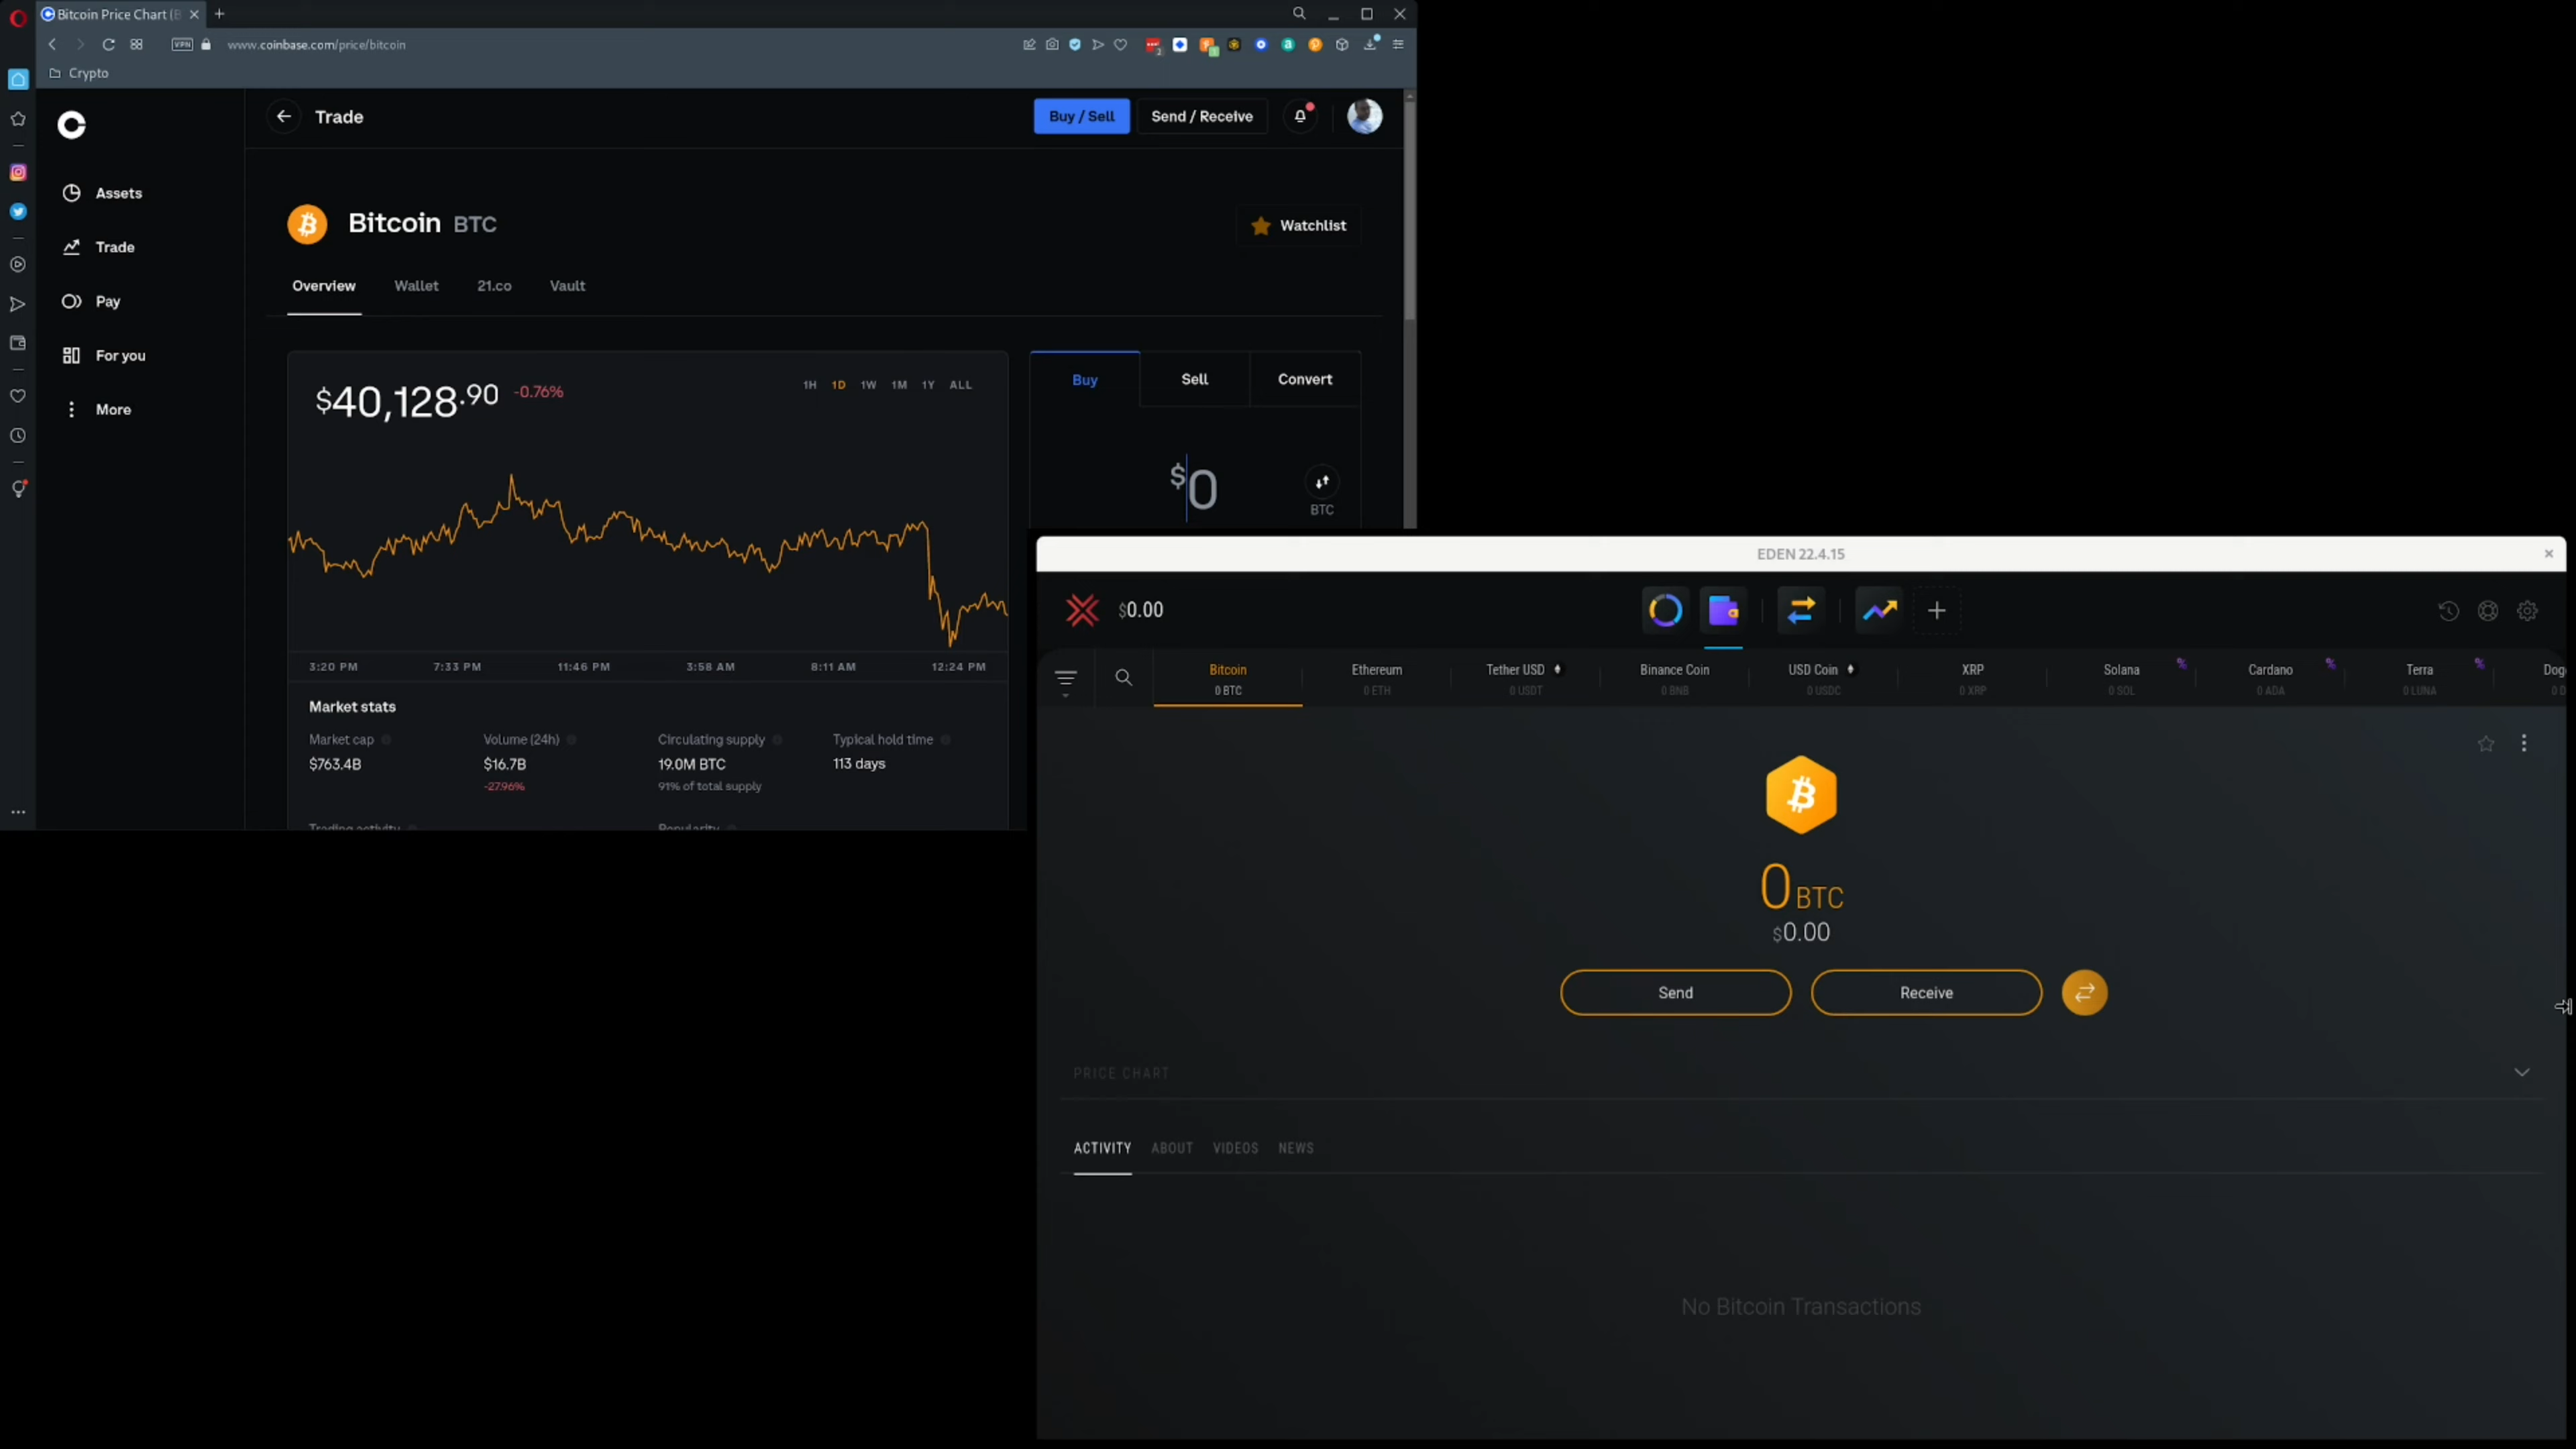 Bitcoin Price Chart (B
VPN
www.coinbase.com/price/bitcoin
Crypto
Trade
Buy / Sell
Send / Receive
Assets
Trade
Pay
For you
More
Bitcoin BTC
Watchlist
Overview
Wallet
21.co
Vault
$40,128.90 -0.76%
1H 1D 1W 1M 1Y ALL
Buy
Sell
Convert
$0
BTC
3:20 PM 7:33 PM 11:46 PM 3:58 AM 8:11 AM 12:24 PM
Market stats
Market cap
$763.4B
Volume (24h)
$16.7B
-27.96%
Circulating supply
19.0M BTC
91% of total supply
Typical hold time
113 days
Trading activity
Popularity
EDEN 22.4.15
$0.00
Bitcoin
0 BTC
Ethereum
0 ETH
Tether USD
0 USDT
Binance Coin
0 BNB
USD Coin
0 USDC
XRP
0 XRP
Solana
0 SOL
Cardano
0 ADA
Terra
0 LUNA
Dog
0 D
0 BTC
$0.00
Send
Receive
PRICE CHART
ACTIVITY
ABOUT
VIDEOS
NEWS
No Bitcoin Transactions